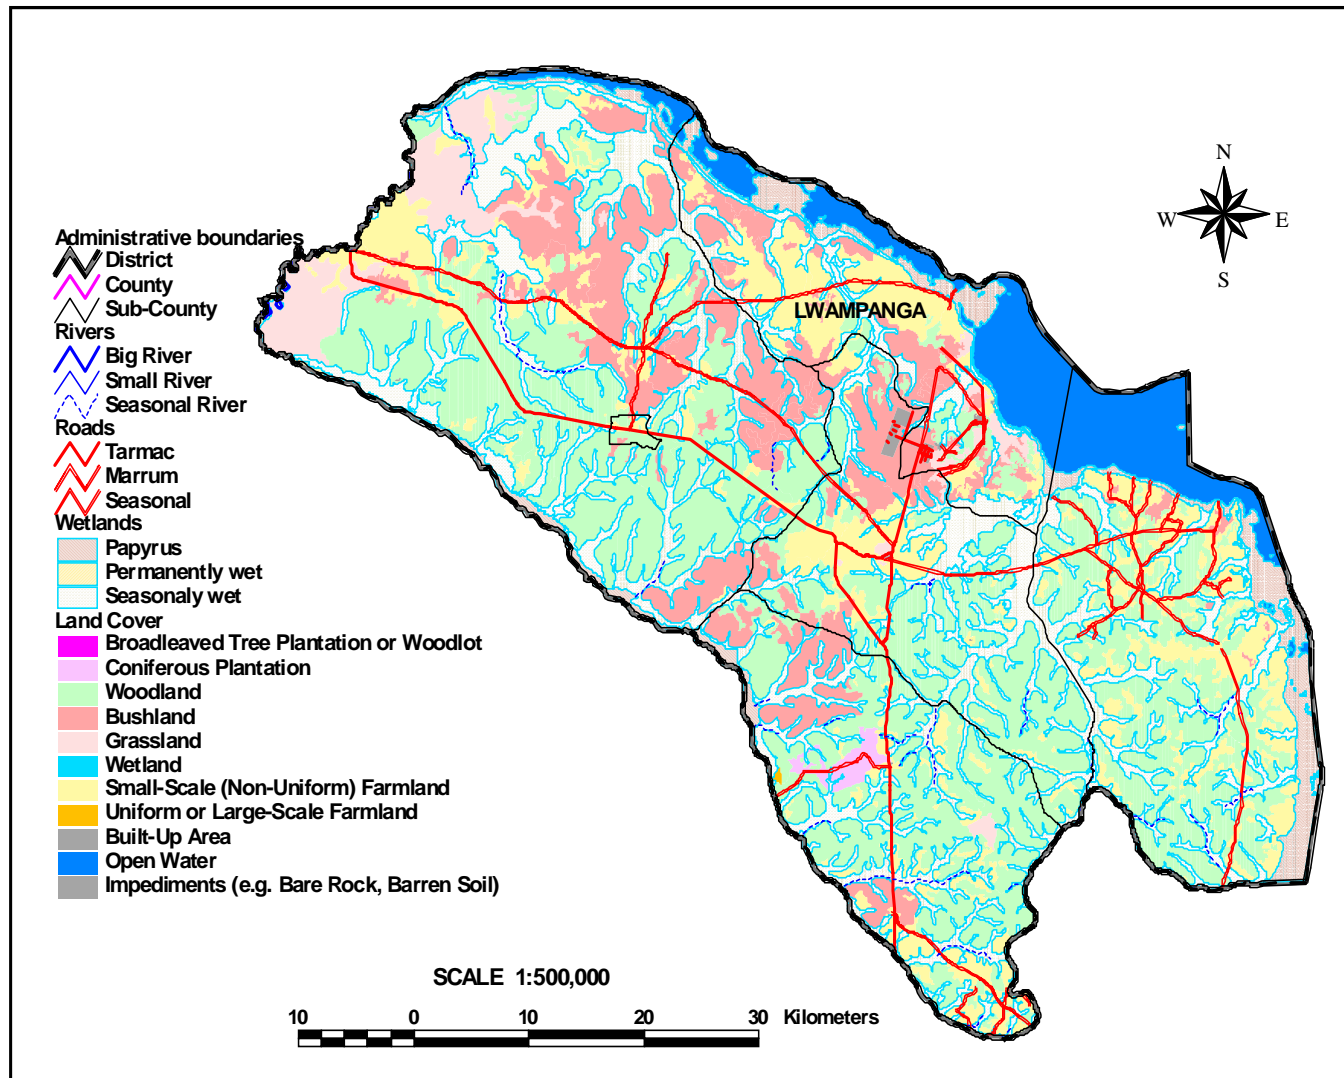 N
W E
S
Administrative boundaries
District
County
Sub-County
Rivers
Big River
Small River
Seasonal River
Roads
Tarmac
Marrum
Seasonal
Wetlands
Papyrus
Permanently wet
Seasonaly wet
Land Cover
Broadleaved Tree Plantation or Woodlot
Coniferous Plantation
Woodland
Bushland
Grassland
Wetland
Small-Scale (Non-Uniform) Farmland
Uniform or Large-Scale Farmland
Built-Up Area
Open Water
Impediments (e.g. Bare Rock, Barren Soil)
LWAMPANGA
SCALE 1:500,000
10 0 10 20 30 Kilometers